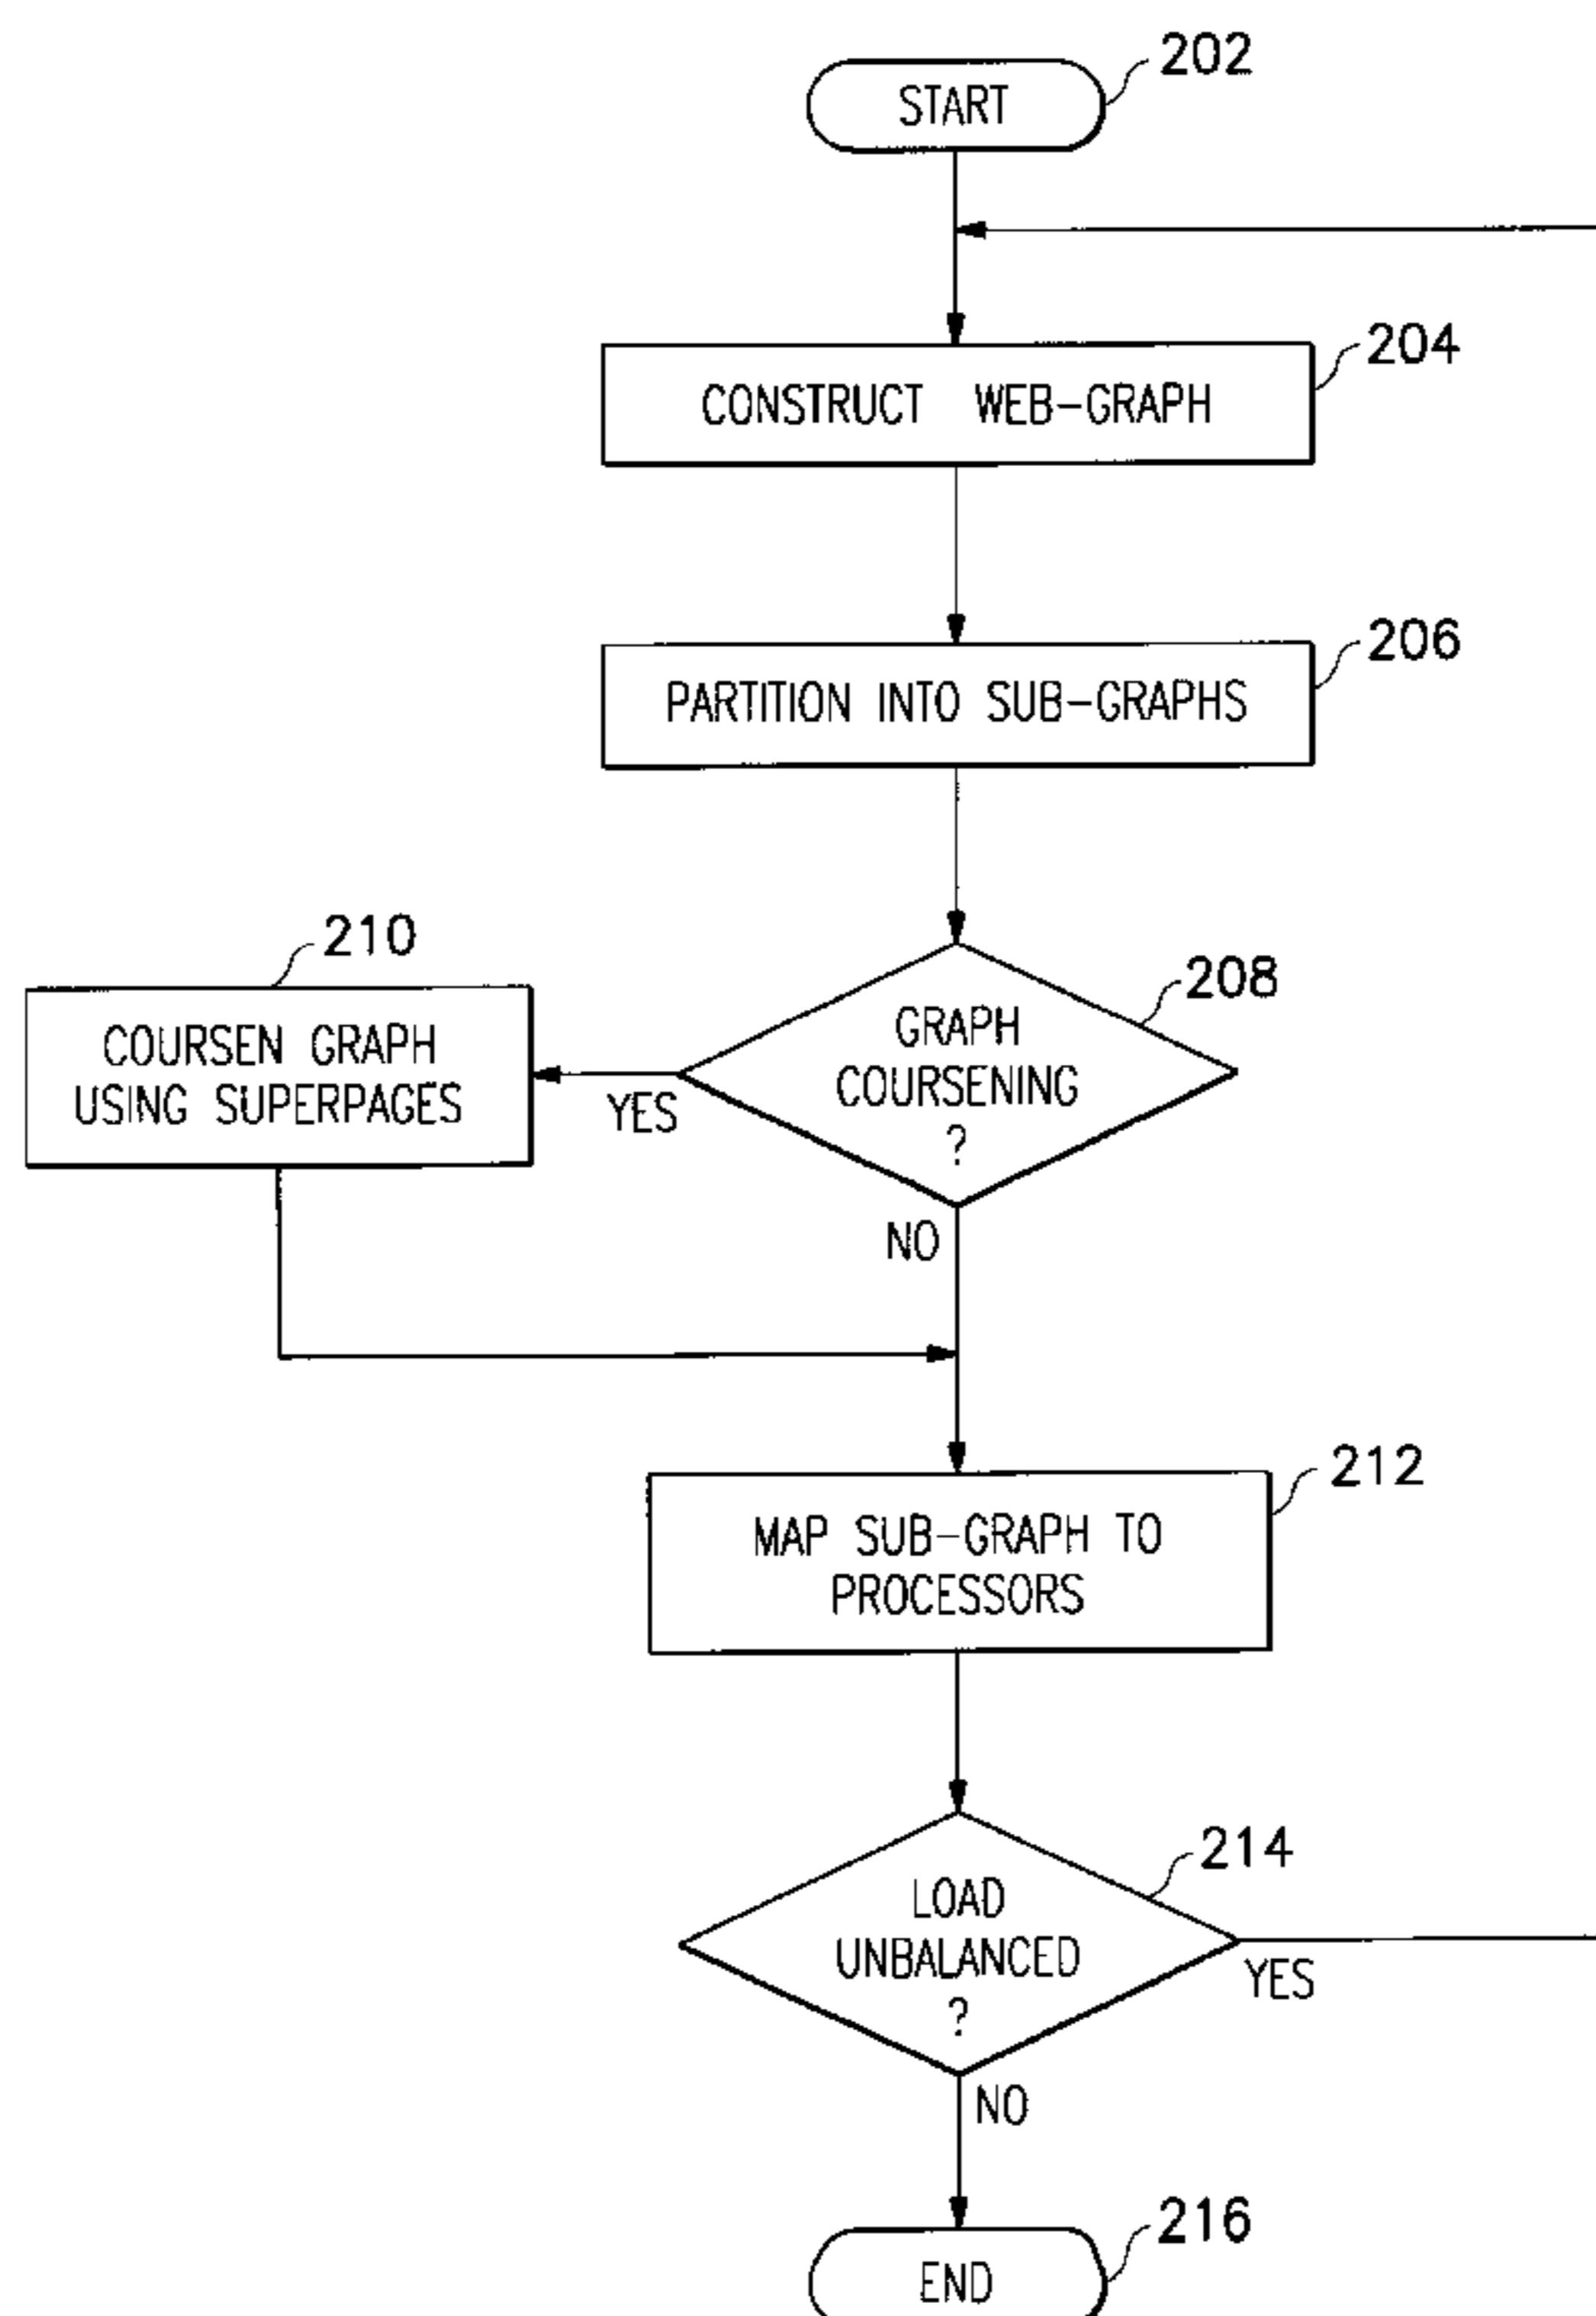 202
START
204
CONSTRUCT WEB-GRAPH
206
PARTITION INTO SUB-GRAPHS
210
COURSEN GRAPH
USING SUPERPAGES
208
GRAPH
COURSENING
?
YES
NO
212
MAP SUB-GRAPH TO
PROCESSORS
214
LOAD
UNBALANCED
?
YES
NO
216
END